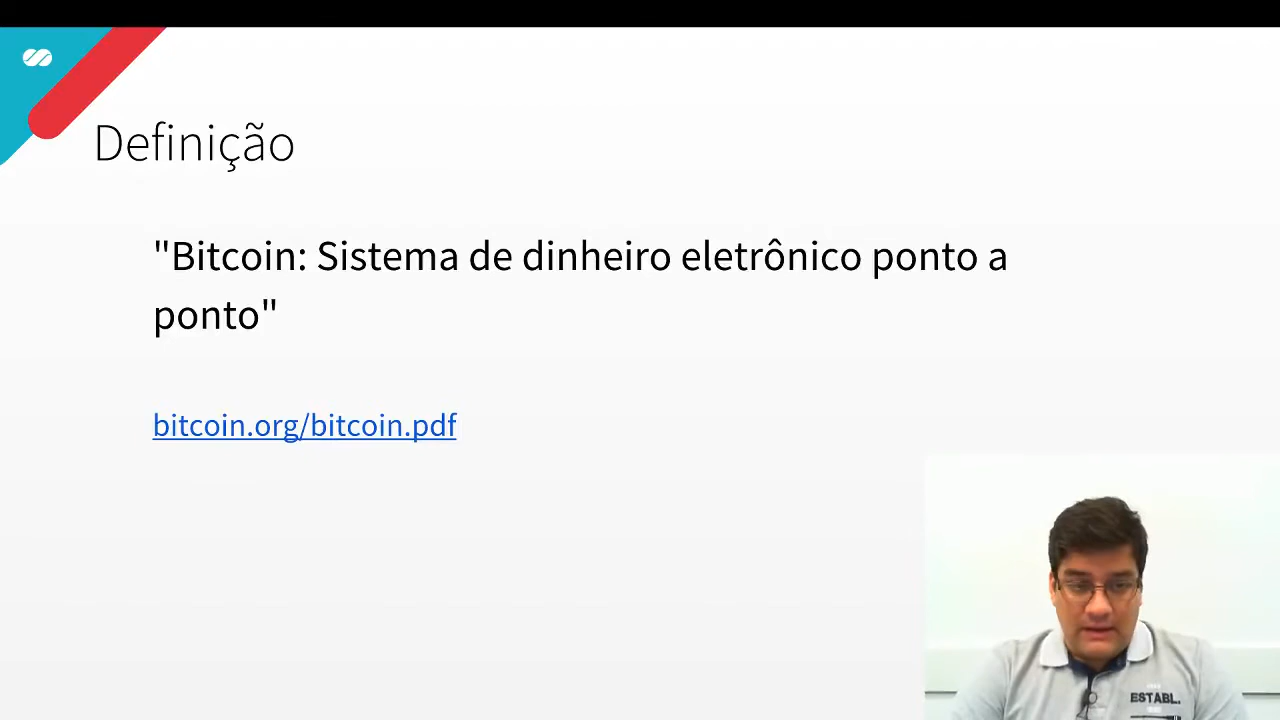 Definição
"Bitcoin: Sistema de dinheiro eletrônico ponto a
ponto"
bitcoin.org/bitcoin.pdf
ESTABL.